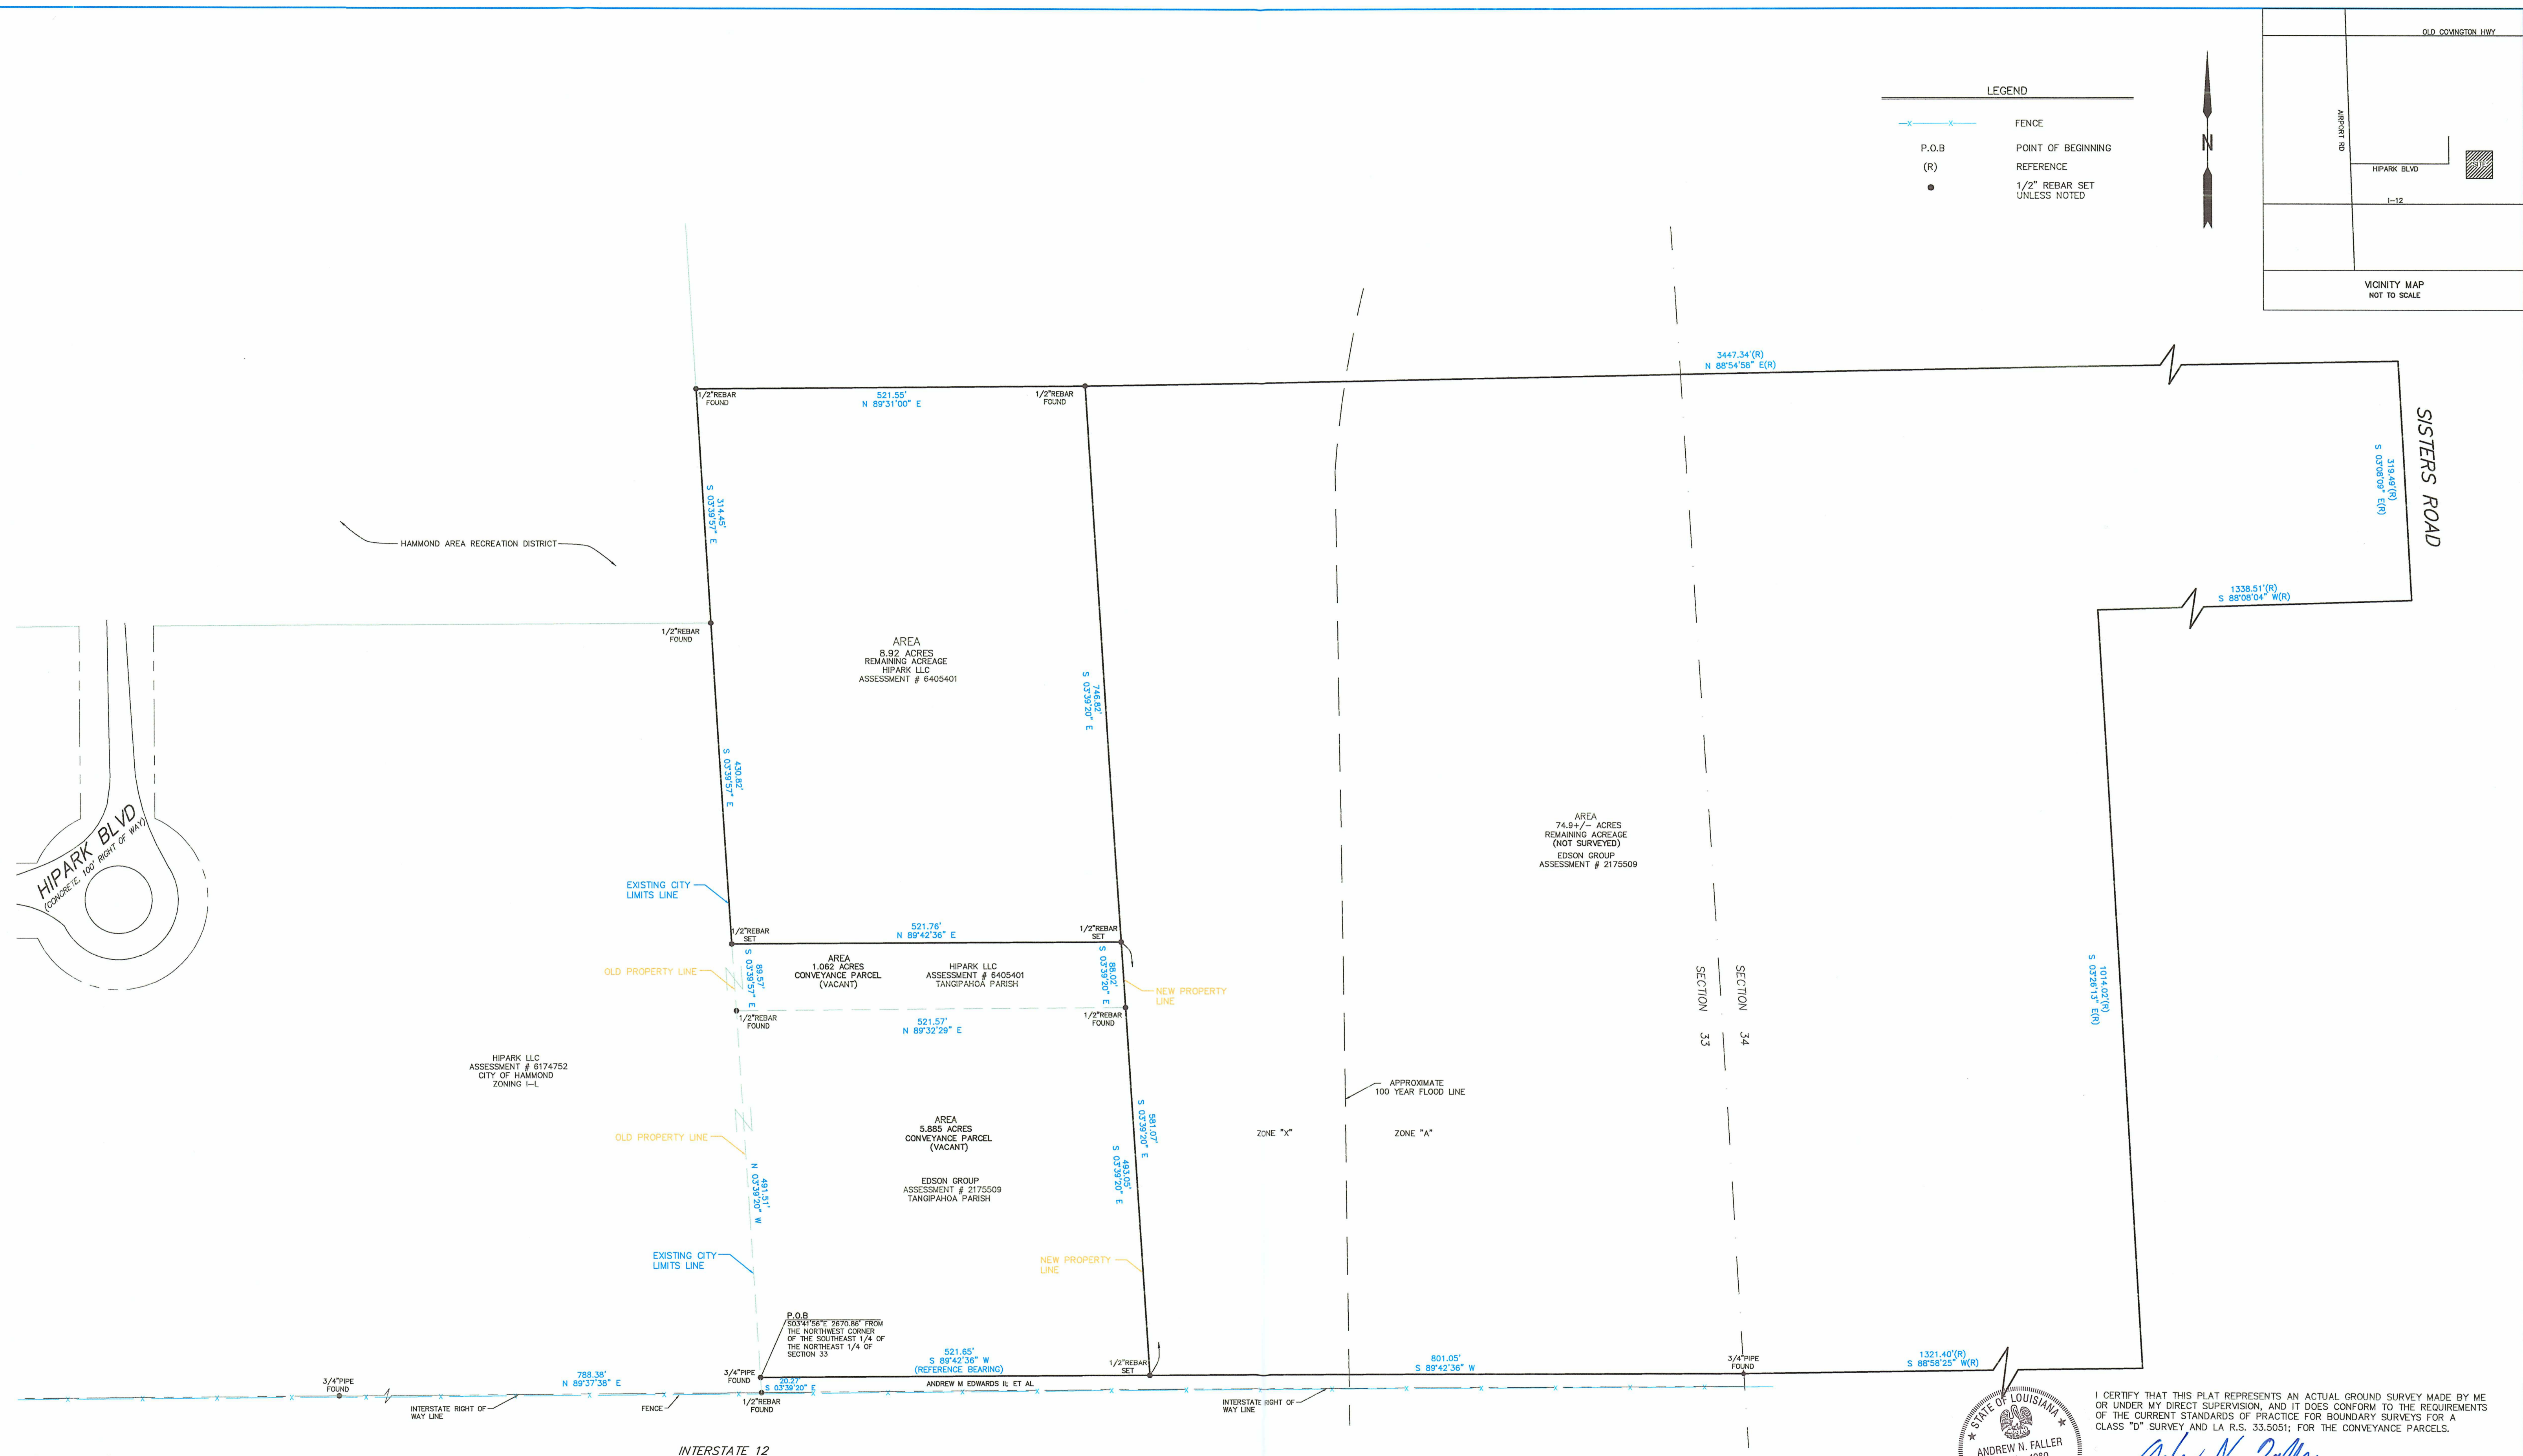 OLD COVINGTON HWY
AIRPORT RD
HIPARK BLVD
I-12
VICINITY MAP
NOT TO SCALE
LEGEND
X X FENCE
P.O.B POINT OF BEGINNING
(R) REFERENCE
1/2" REBAR SET
UNLESS NOTED
N
3447.34'(R)
N 88°54'56" E(R)
SISTERS ROAD
319.49'(R)
S 03°08'09" E(R)
1338.51'(R)
S 88°08'04" W(R)
1/2"REBAR
FOUND
521.55'
N 89°31'00" E
1/2"REBAR
FOUND
314.45'
S 03°39'57" E
HAMMOND AREA RECREATION DISTRICT
1/2"REBAR
FOUND
AREA
8.92 ACRES
REMAINING ACREAGE
HIPARK LLC
ASSESSMENT # 6405401
746.82'
S 03°39'20" E
430.82'
S 03°39'57" E
HIPARK BLVD
(CONCRETE, 100' RIGHT OF WAY)
EXISTING CITY
LIMITS LINE
AREA
74.9+/- ACRES
REMAINING ACREAGE
(NOT SURVEYED)
EDSON GROUP
ASSESSMENT # 2175509
1/2"REBAR
SET
521.76'
N 89°42'36" E
1/2"REBAR
SET
OLD PROPERTY LINE
89.57'
S 03°39'57" E
AREA
1.062 ACRES
CONVEYANCE PARCEL
(VACANT)
HIPARK LLC
ASSESSMENT # 6405401
TANGIPAHOA PARISH
88.02'
S 03°39'20" E
NEW PROPERTY
LINE
1/2"REBAR
FOUND
521.57'
N 89°32'29" E
1/2"REBAR
FOUND
SECTION 33
SECTION 34
1014.02'(R)
S 03°26'13" E(R)
HIPARK LLC
ASSESSMENT # 6174752
CITY OF HAMMOND
ZONING I-L
APPROXIMATE
100 YEAR FLOOD LINE
ZONE "X"
ZONE "A"
OLD PROPERTY LINE
AREA
5.885 ACRES
CONVEYANCE PARCEL
(VACANT)
EDSON GROUP
ASSESSMENT # 2175509
TANGIPAHOA PARISH
581.07'
S 03°39'20" E
493.05'
S 03°39'20" E
491.51'
N 03°39'20" W
EXISTING CITY
LIMITS LINE
NEW PROPERTY
LINE
P.O.B
S03°41'56"E 2670.86' FROM
THE NORTHWEST CORNER
OF THE SOUTHEAST 1/4 OF
THE NORTHEAST 1/4 OF
SECTION 33
3/4"PIPE
FOUND
788.38'
N 89°37'38" E
3/4"PIPE
FOUND
20.27'
S 03°39'20" E
521.65'
S 89°42'36" W
(REFERENCE BEARING)
ANDREW M EDWARDS II; ET AL
1/2"REBAR
SET
801.05'
S 89°42'36" W
3/4"PIPE
FOUND
1321.40'(R)
S 88°58'25" W(R)
INTERSTATE RIGHT OF
WAY LINE
FENCE
1/2"REBAR
FOUND
INTERSTATE RIGHT OF
WAY LINE
INTERSTATE 12
STATE OF LOUISIANA
ANDREW N. FALLER
I CERTIFY THAT THIS PLAT REPRESENTS AN ACTUAL GROUND SURVEY MADE BY ME
OR UNDER MY DIRECT SUPERVISION, AND IT DOES CONFORM TO THE REQUIREMENTS
OF THE CURRENT STANDARDS OF PRACTICE FOR BOUNDARY SURVEYS FOR A
CLASS "D" SURVEY AND LA R.S. 33.5051; FOR THE CONVEYANCE PARCELS.